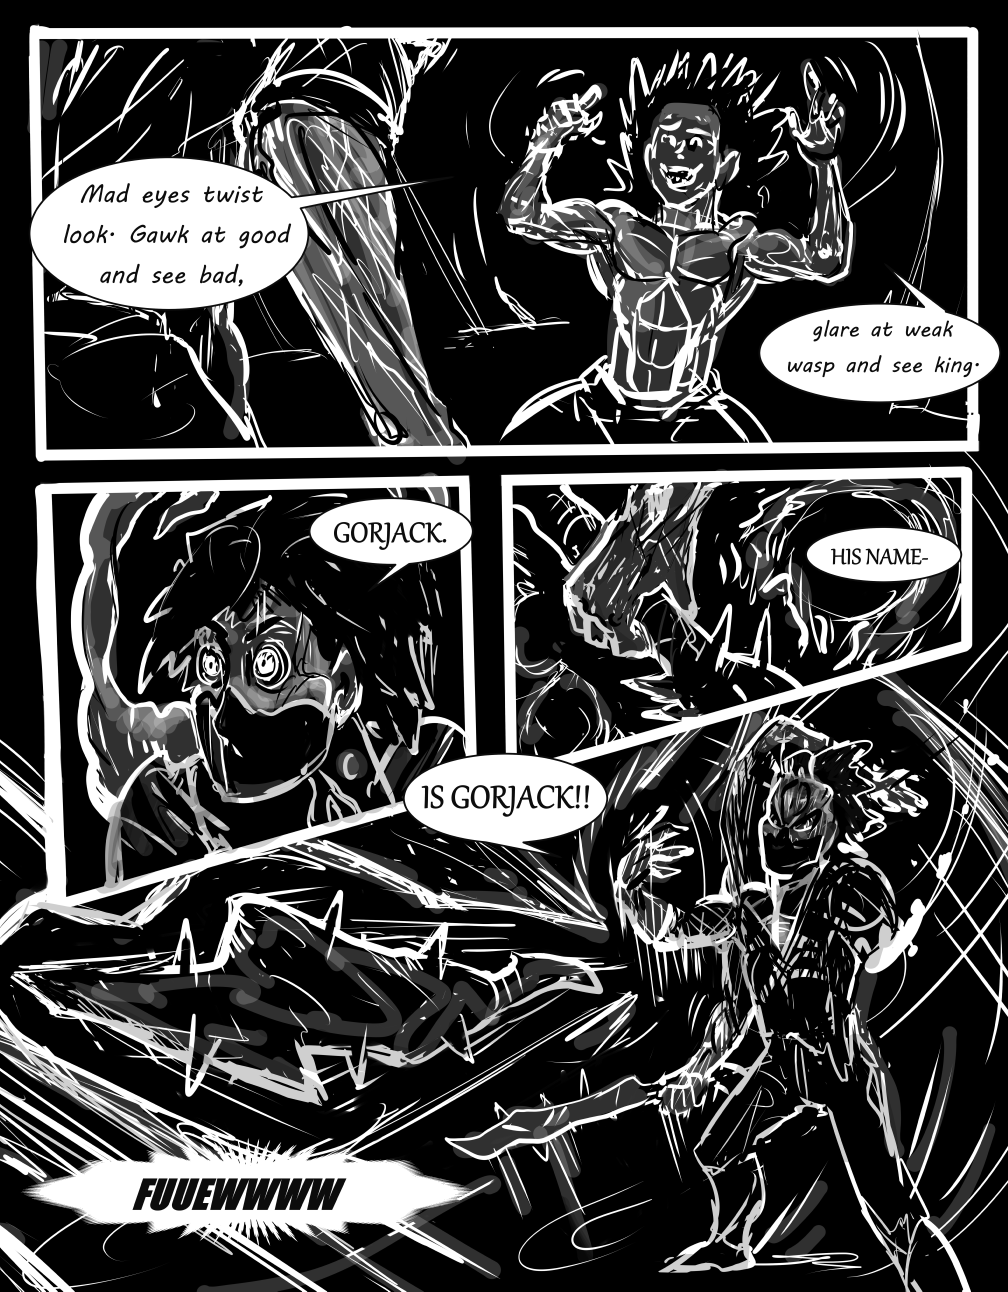 Mad eyes twist
look. Gawk at good
and see bad,
glare at weak
wasp and see king.
GORJACK.
HIS NAME-
IS GORJACK!!
FUUEWWWW